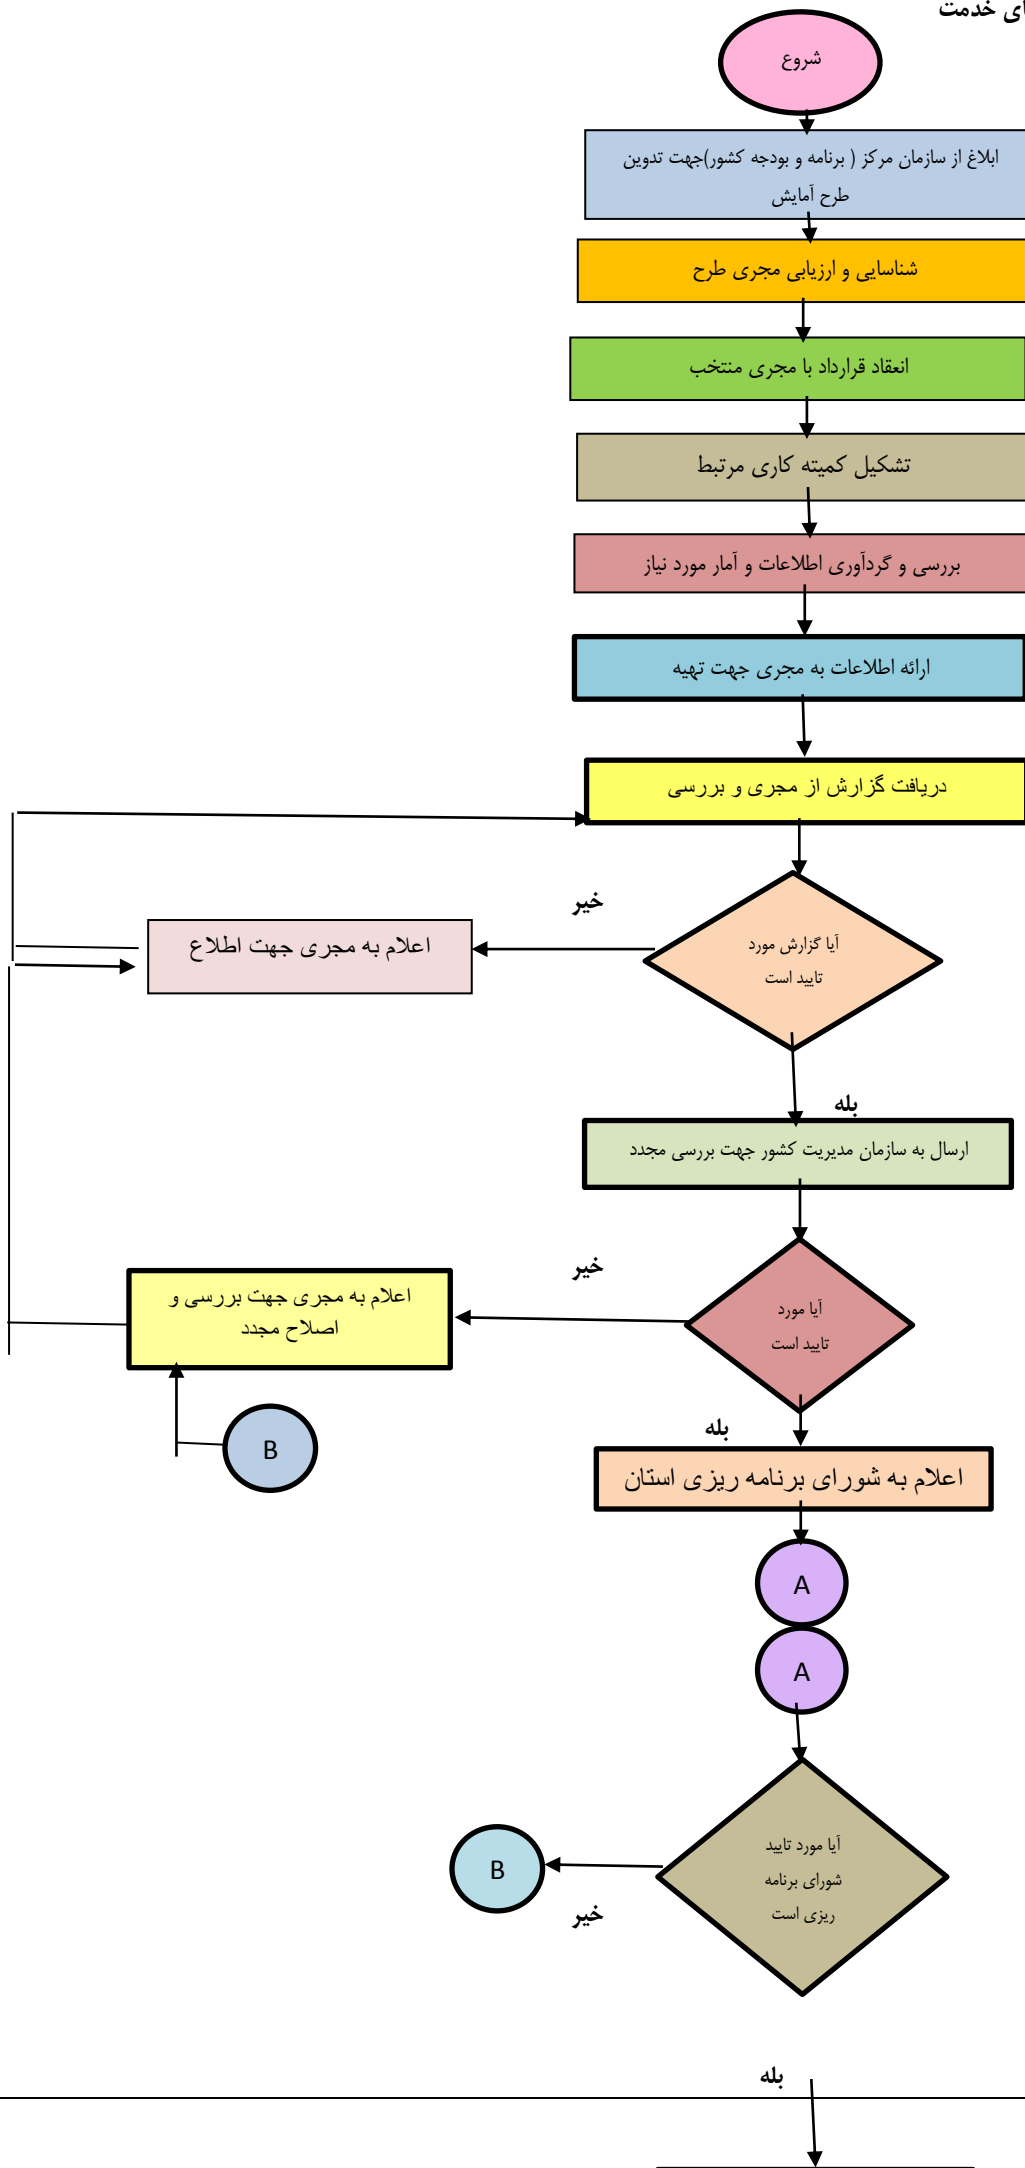 خدمت
شروع
ابلاغ از سازمان مرکز ( برنامه و بودجه کشور)جهت تدوین
طرح آمایش
شناسایی و ارزیابی مجری طرح
انعقاد قرارداد با مجری منتخب
تشکیل کمیته کاری مرتبط
بررسی و گردآوری اطلاعات و آمار مورد نیاز
ارائه اطلاعات به مجری جهت تهیه
دریافت گزارش از مجری و بررسی
خیر
آیا گزارش مورد
تایید است
اعلام به مجری جهت اطلاع
بله
ارسال به سازمان مدیریت کشور جهت بررسی مجدد
خیر
آیا مورد
تایید است
اعلام به مجری جهت بررسی و
اصلاح مجدد
B
بله
اعلام به شورای برنامه ریزی استان
A
A
آیا مورد تایید
شورای برنامه
ریزی است
B
خیر
بله